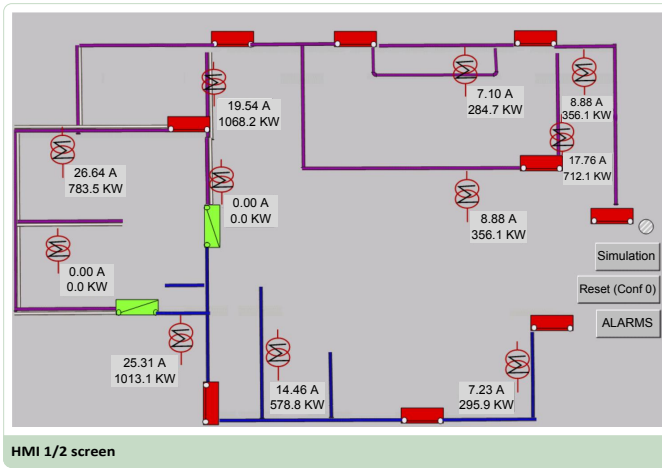 7.10 A
284.7 KW
8.88 A
356.1 KW
19.54 A
1068.2 KW
17.76 A
712.1 KW
26.64 A
783.5 KW
0.00 A
0.0 KW
8.88 A
356.1 KW
0.00 A
0.0 KW
Simulation
Reset (Conf 0)
ALARMS
25.31 A
1013.1 KW
14.46 A
578.8 KW
7.23 A
295.9 KW
HMI 1/2 screen